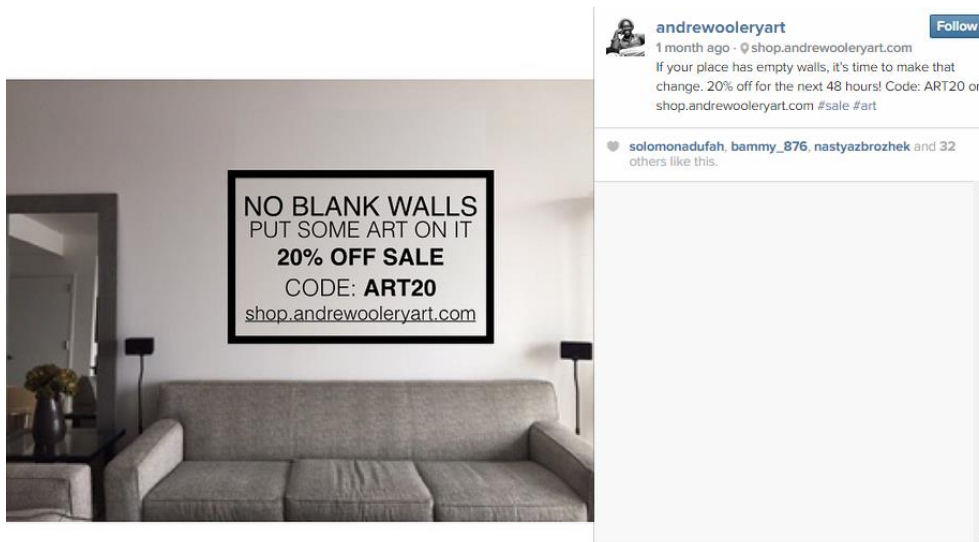 NO BLANK WALLS
PUT SOME ART ON IT
20% OFF SALE
CODE: ART20
shop.andrewooleryart.com
andrewooleryart
Follow
1 month ago · shop.andrewooleryart.com
If your place has empty walls, it's time to make that
change. 20% off for the next 48 hours! Code: ART20 on
shop.andrewooleryart.com #sale #art
solomonadufah, bammy_876, nastyazbrozhek and 32
others like this.